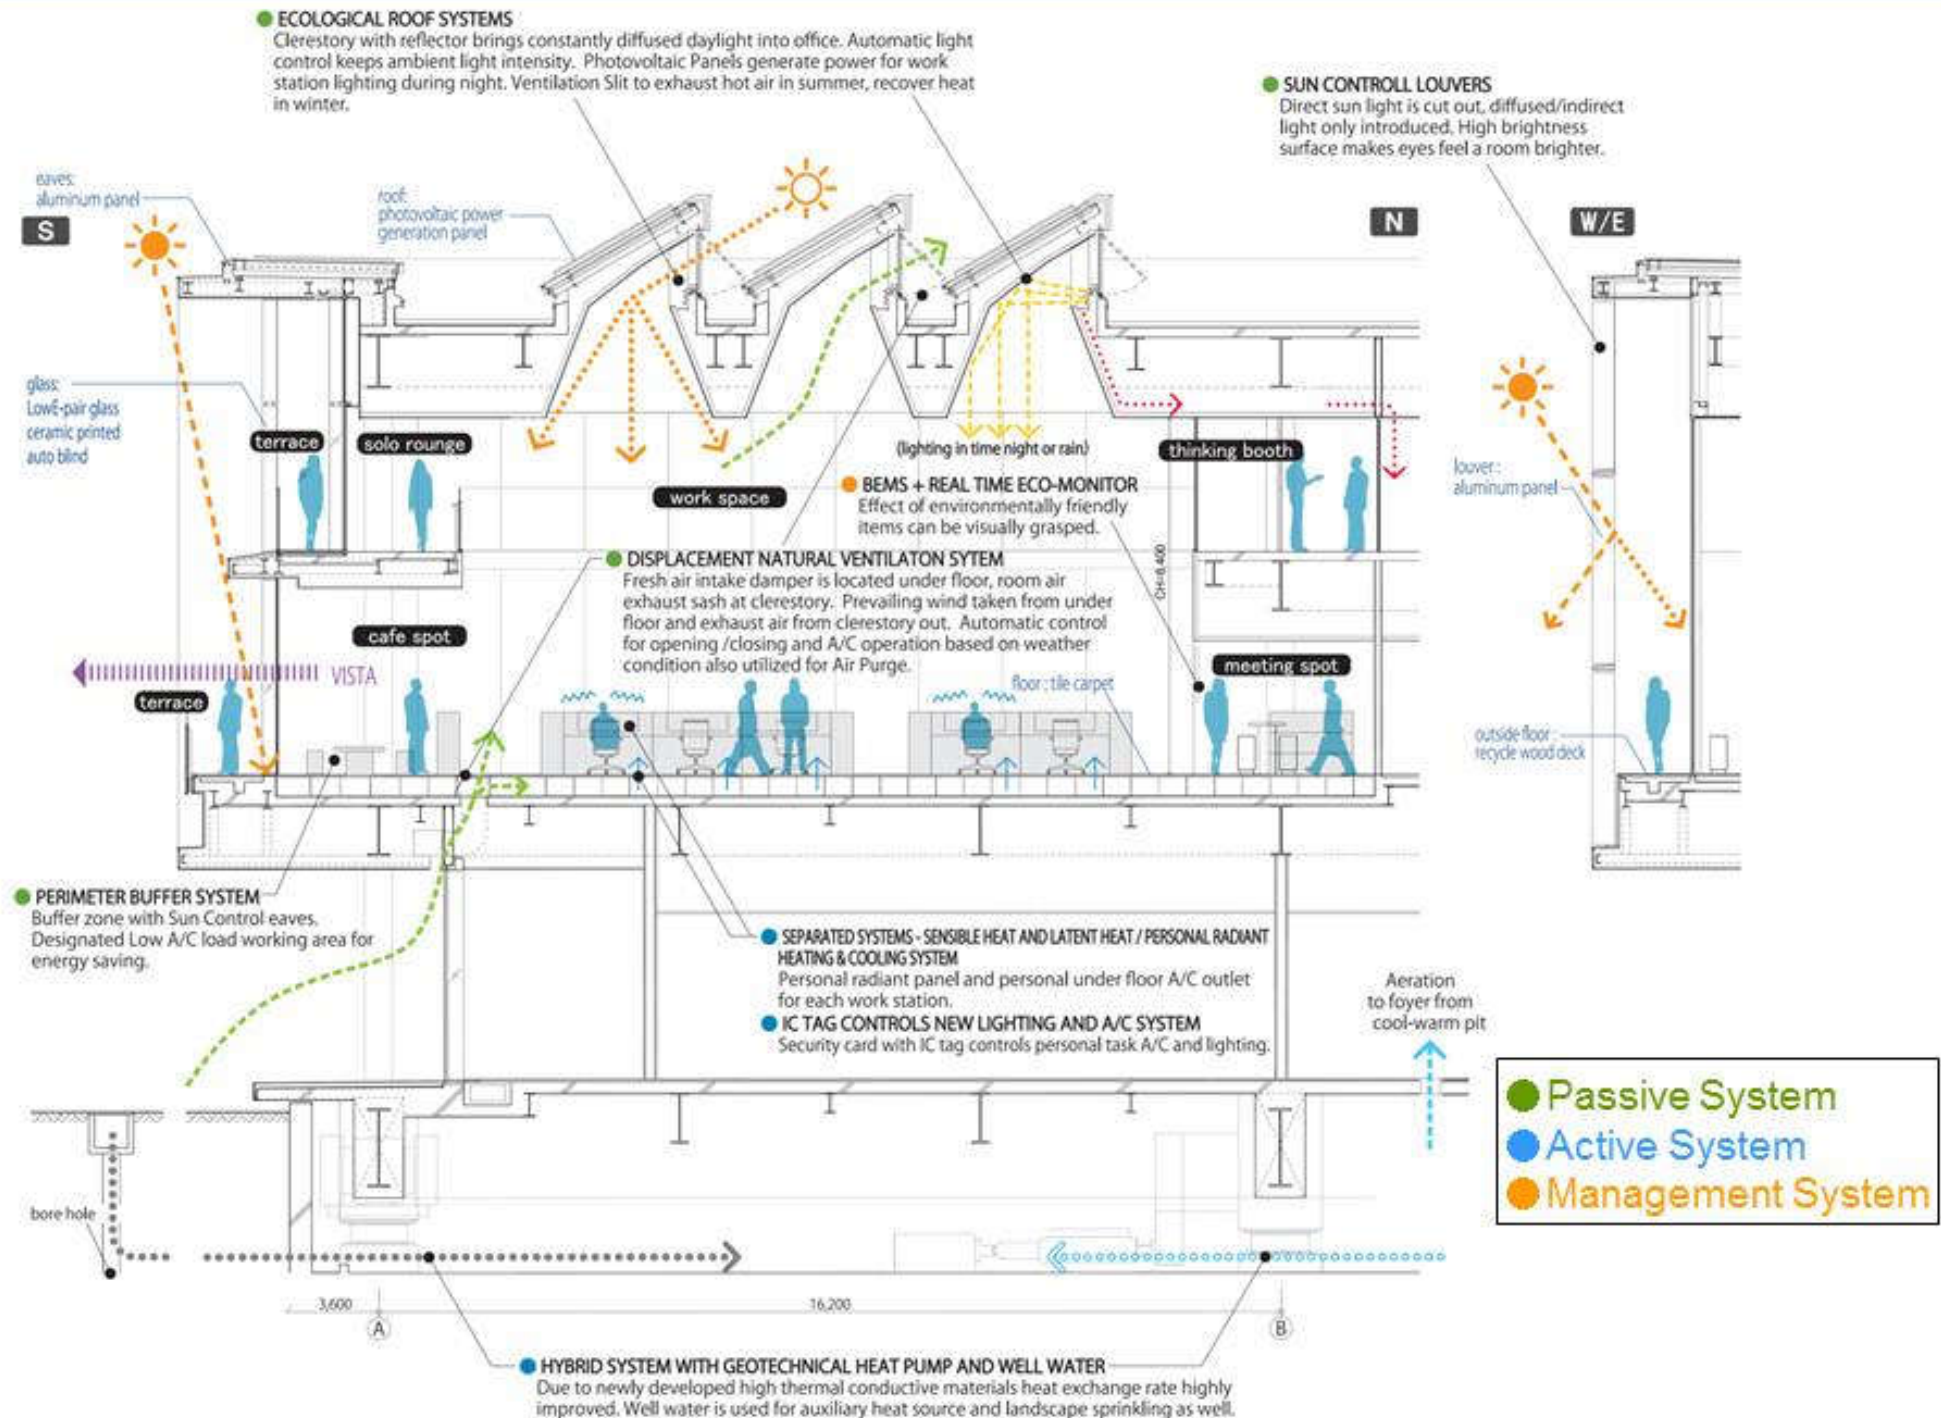 ECOLOGICAL ROOF SYSTEMS
Clerestory with reflector brings constantly diffused daylight into office. Automatic light
control keeps ambient light intensity. Photovoltaic Panels generate power for work
station lighting during night. Ventilation Slit to exhaust hot air in summer, recover heat
in winter.
SUN CONTROLL LOUVERS
Direct sun light is cut out, diffused/indirect
light only introduced. High brightness
surface makes eyes feel a room brighter.
eaves:
aluminum panel
S
roof:
photovoltaic power
generation panel
N
W/E
glass:
LowE-pair glass
ceramic printed
auto blind
terrace
solo rounge
(lighting in time night or rain)
thinking booth
louver :
aluminum panel
work space
BEMS + REAL TIME ECO-MONITOR
Effect of environmentally friendly
items can be visually grasped.
DISPLACEMENT NATURAL VENTILATON SYTEM
Fresh air intake damper is located under floor, room air
exhaust sash at clerestory. Prevailing wind taken from under
floor and exhaust air from clerestory out. Automatic control
for opening /closing and A/C operation based on weather
condition also utilized for Air Purge.
CH=6,400
cafe spot
VISTA
terrace
floor : tile carpet
meeting spot
outside floor :
recycle wood deck
PERIMETER BUFFER SYSTEM
Buffer zone with Sun Control eaves.
Designated Low A/C load working area for
energy saving.
SEPARATED SYSTEMS - SENSIBLE HEAT AND LATENT HEAT / PERSONAL RADIANT
HEATING & COOLING SYSTEM
Personal radiant panel and personal under floor A/C outlet
for each work station.
IC TAG CONTROLS NEW LIGHTING AND A/C SYSTEM
Security card with IC tag controls personal task A/C and lighting.
Aeration
to foyer from
cool-warm pit
Passive System
Active System
Management System
bore hole
3,600
16,200
A
B
HYBRID SYSTEM WITH GEOTECHNICAL HEAT PUMP AND WELL WATER
Due to newly developed high thermal conductive materials heat exchange rate highly
improved. Well water is used for auxiliary heat source and landscape sprinkling as well.